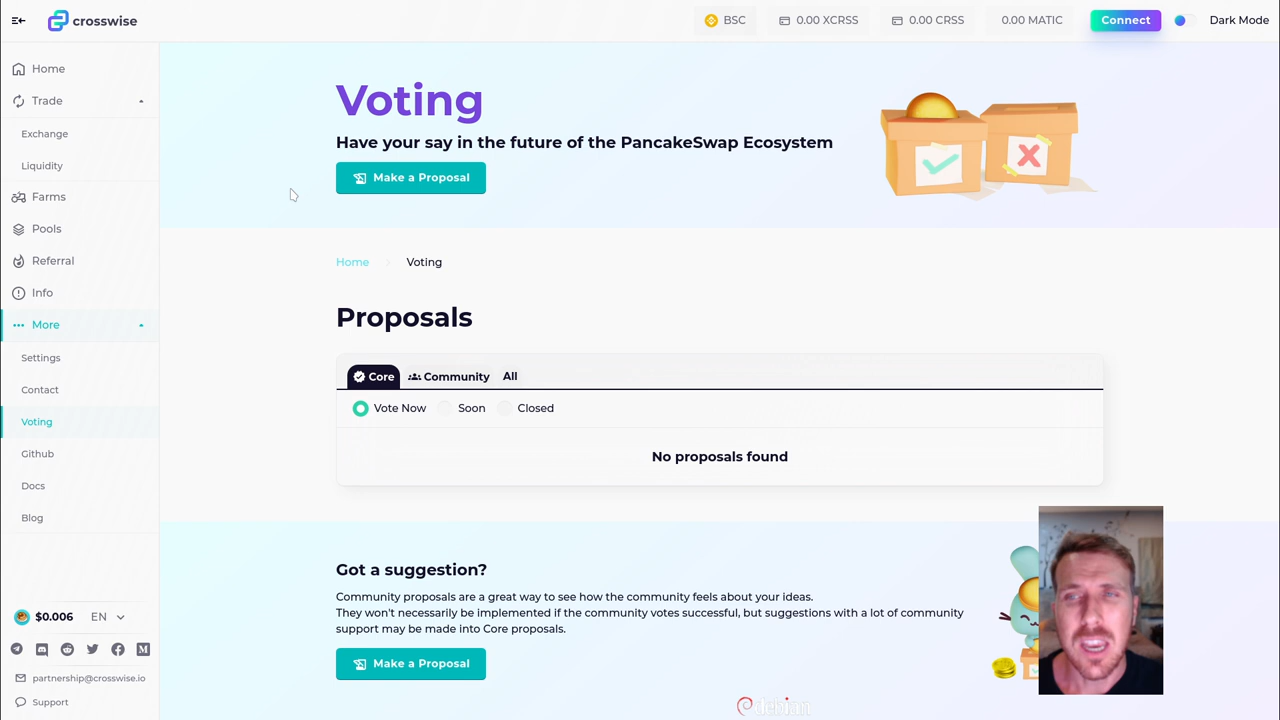 crosswise
BSC
0.00 XCRSS
0.00 CRSS
0.00 MATIC
Connect
Dark Mode
Home
Trade
Exchange
Liquidity
Farms
Pools
Referral
Info
More
Settings
Contact
Voting
Github
Docs
Blog
$0.006
EN
partnership@crosswise.io
Support
Voting
Have your say in the future of the PancakeSwap Ecosystem
Make a Proposal
Home
Voting
Proposals
Core
Community
All
Vote Now
Soon
Closed
No proposals found
Got a suggestion?
Community proposals are a great way to see how the community feels about your ideas.
They won't necessarily be implemented if the community votes successful, but suggestions with a lot of community
support may be made into Core proposals.
Make a Proposal
debian